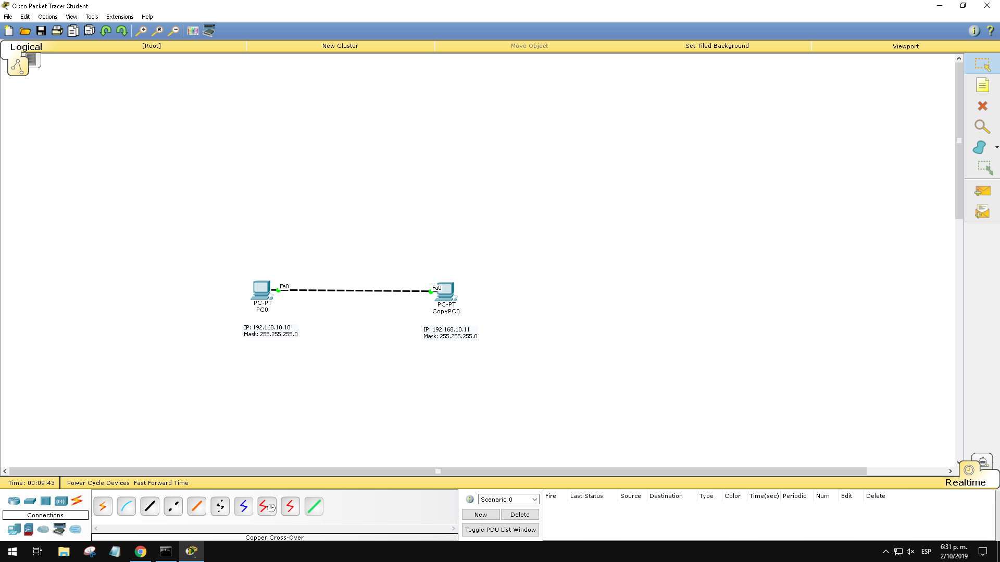 Cisco Packet Tracer Student
File Edit Options View Tools Extensions Help
Logical [Root] New Cluster Move Object Set Tiled Background Viewport
Fa0 Fa0
PC-PT
PC0
PC-PT
CopyPC0
IP: 192.168.10.10
Mask: 255.255.255.0
IP: 192.168.10.11
Mask: 255.255.255.0
Time: 00:09:43 Power Cycle Devices Fast Forward Time Realtime
Connections
Copper Cross-Over
Scenario 0
New Delete
Toggle PDU List Window
Fire Last Status Source Destination Type Color Time(sec) Periodic Num Edit Delete
ESP
6:31 p. m.
2/10/2019